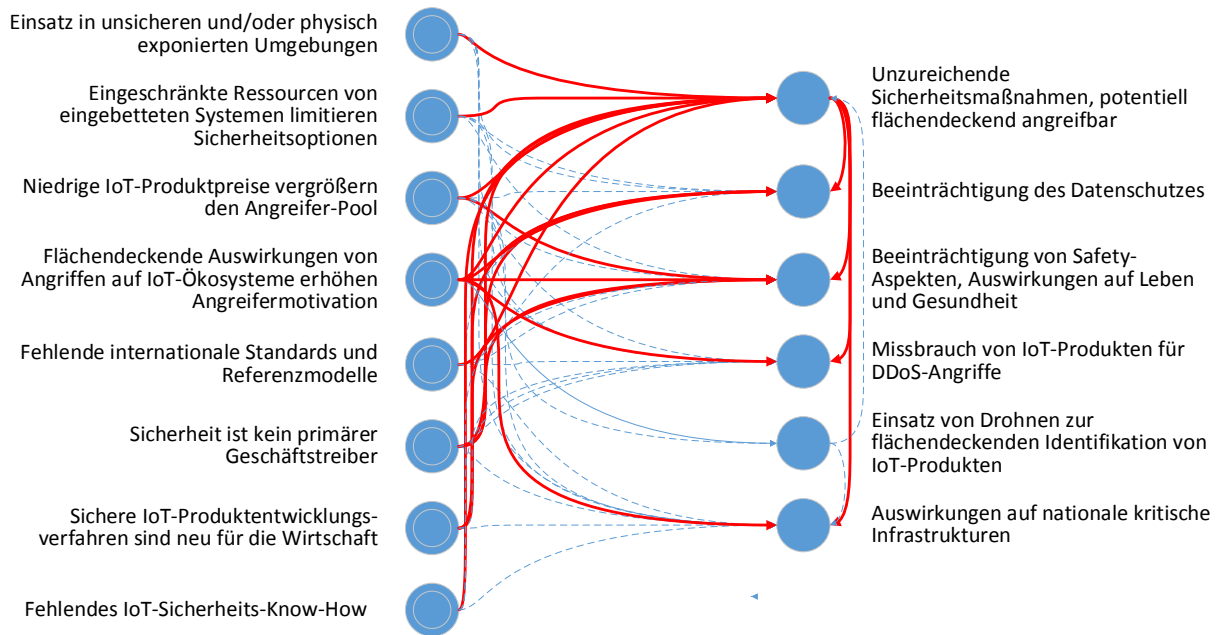 Einsatz in unsicheren und/oder physisch
exponierten Umgebungen
Eingeschränkte Ressourcen von
eingebetteten Systemen limitieren
Sicherheitsoptionen
Niedrige IoT-Produktpreise vergrößern
den Angreifer-Pool
Flächendeckende Auswirkungen von
Angriffen auf IoT-Ökosysteme erhöhen
Angreifermotivation
Fehlende internationale Standards und
Referenzmodelle
Sicherheit ist kein primärer
Geschäftstreiber
Sichere IoT-Produktentwicklungs-
verfahren sind neu für die Wirtschaft
Fehlendes IoT-Sicherheits-Know-How
Unzureichende
Sicherheitsmaßnahmen, potentiell
flächendeckend angreifbar
Beeinträchtigung des Datenschutzes
Beeinträchtigung von Safety-
Aspekten, Auswirkungen auf Leben
und Gesundheit
Missbrauch von IoT-Produkten für
DDoS-Angriffe
Einsatz von Drohnen zur
flächendeckenden Identifikation von
IoT-Produkten
Auswirkungen auf nationale kritische
Infrastrukturen